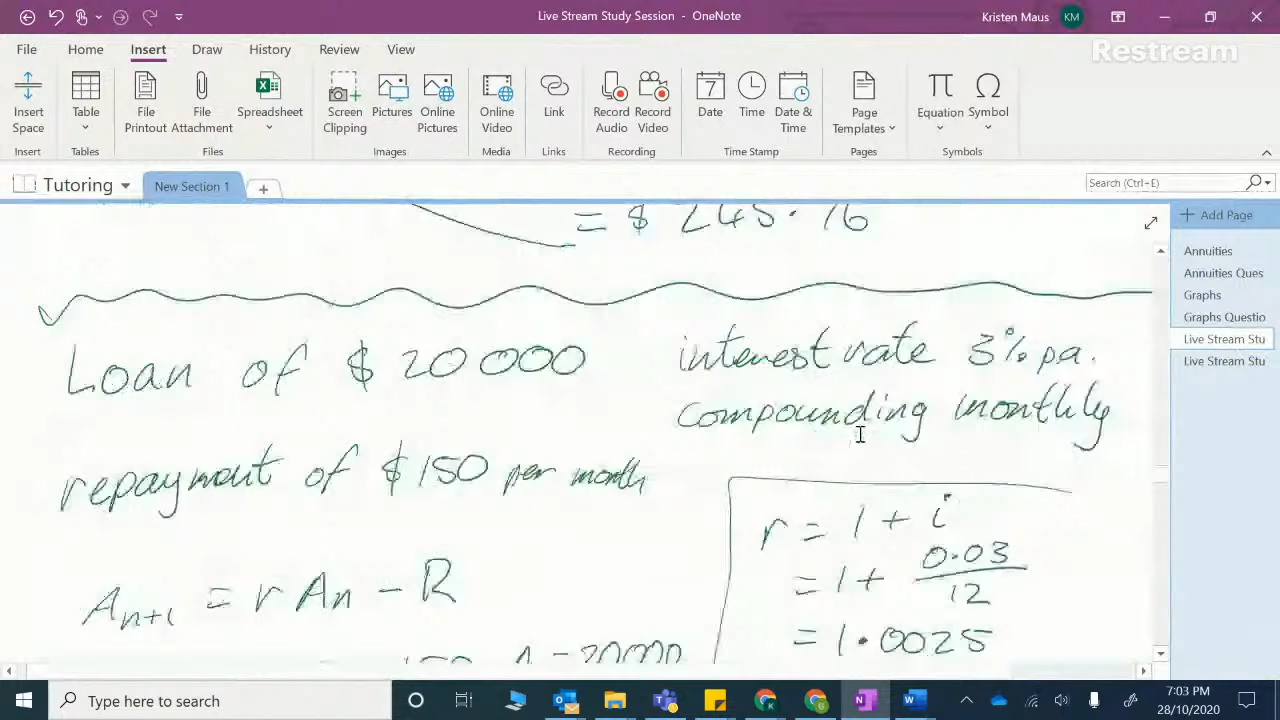 Live Stream Study Session - OneNote
Kristen Maus KM
Restream
File Home Insert Draw History Review View
Insert Space
Table
File Printout
File Attachment
Spreadsheet
Screen Clipping
Pictures
Online Pictures
Online Video
Link
Record Audio
Record Video
Date
Time
Date & Time
Page Templates
Equation
Symbol
Insert Tables Files Images Media Links Recording Time Stamp Pages Symbols
Tutoring New Section 1 Search (Ctrl+E)
Add Page
Annuities
Annuities Ques
Graphs
Graphs Questio
Live Stream Stu
Live Stream Stu
= $ 245.16
Loan of $ 20 000
interest rate 3% p.a.
compounding monthly
repayment of $150 per month
r = 1 + i
= 1 + 0.03/12
= 1.0025
An+1 = r An - R
A = 20000
Type here to search
7:03 PM
28/10/2020